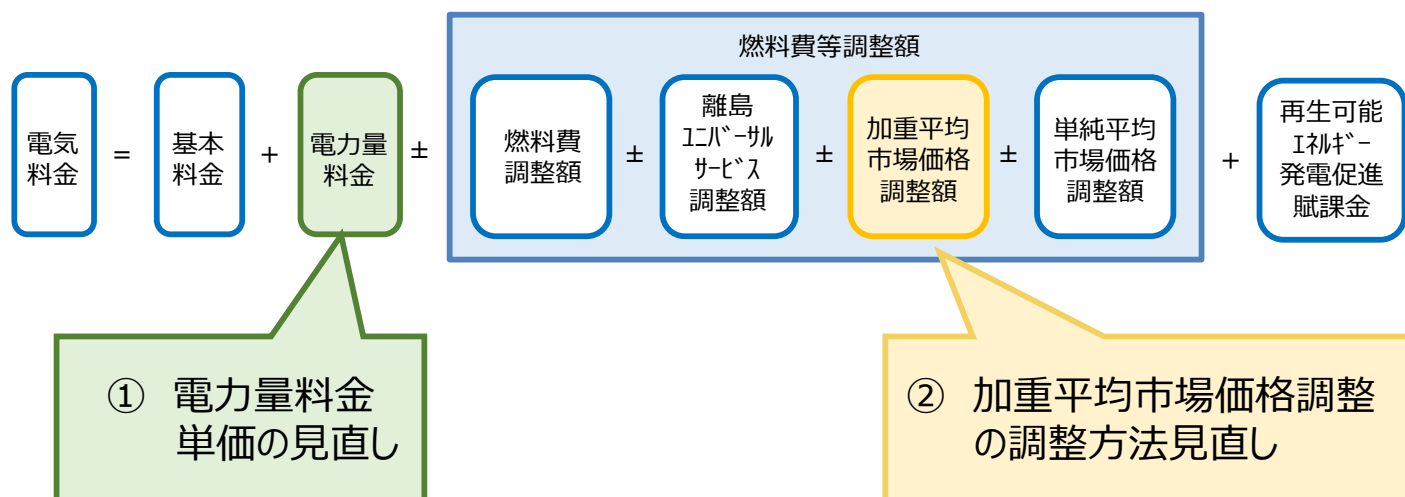 燃料費等調整額
電気
料金
=
基本
料金
+
電力量
料金
±
燃料費
調整額
±
離島
ﾕﾆﾊﾞｰｻﾙ
ｻｰﾋﾞｽ
調整額
±
加重平均
市場価格
調整額
±
単純平均
市場価格
調整額
+
再生可能
ｴﾈﾙｷﾞｰ
発電促進
賦課金
① 電力量料金
単価の見直し
② 加重平均市場価格調整
の調整方法見直し